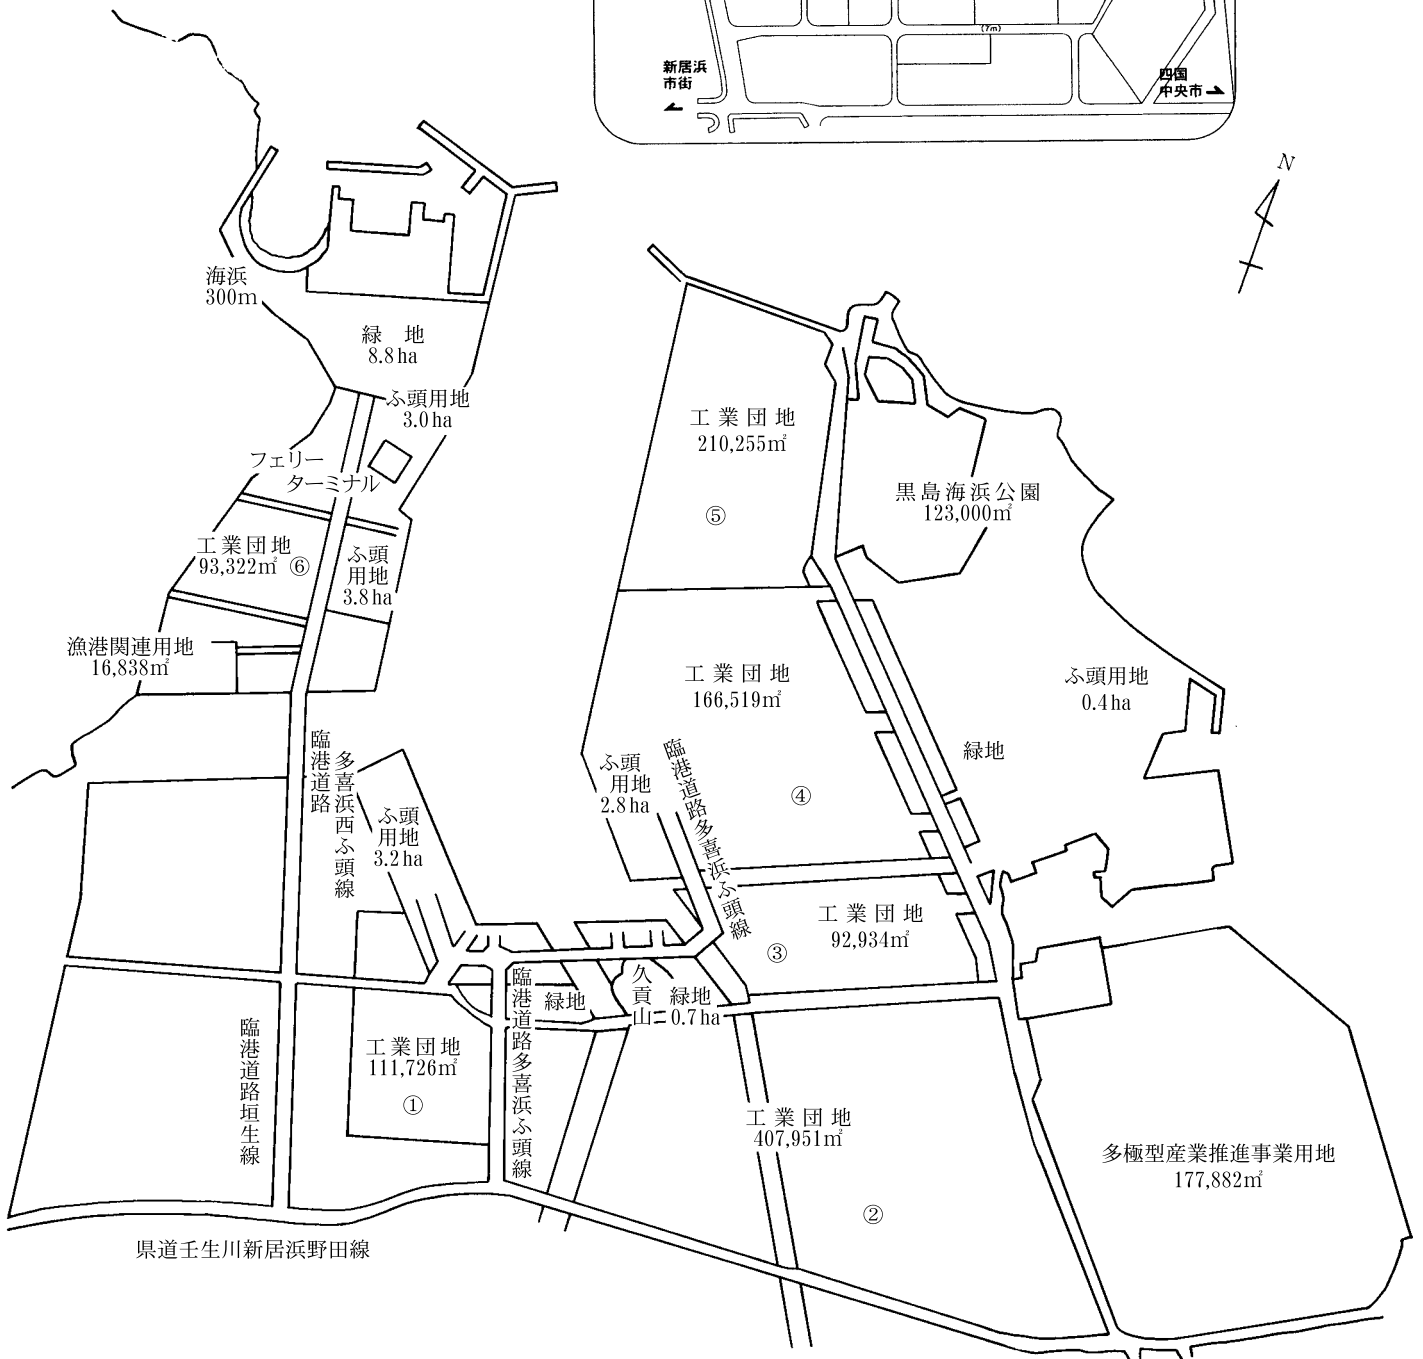 (7m)
新居浜
市街
四国
中央市
N
海浜
300m
緑 地
8.8ha
ふ頭用地
3.0ha
フェリー
ターミナル
工業団地
93,322㎡ ⑥
ふ頭
用地
3.8ha
漁港関連用地
16,838㎡
工業団地
210,255㎡
⑤
黒島海浜公園
123,000㎡
工業団地
166,519㎡
④
ふ頭用地
0.4ha
緑地
臨港道路
多喜浜西ふ頭線
ふ頭
用地
3.2ha
ふ頭
用地
2.8ha
臨港道路多喜浜ふ頭線
工業団地
92,934㎡
③
緑地
久貢山
緑地
0.7ha
臨港道路垣生線
工業団地
111,726㎡
①
臨港道路多喜浜ふ頭線
工業団地
407,951㎡
②
多極型産業推進事業用地
177,882㎡
県道壬生川新居浜野田線